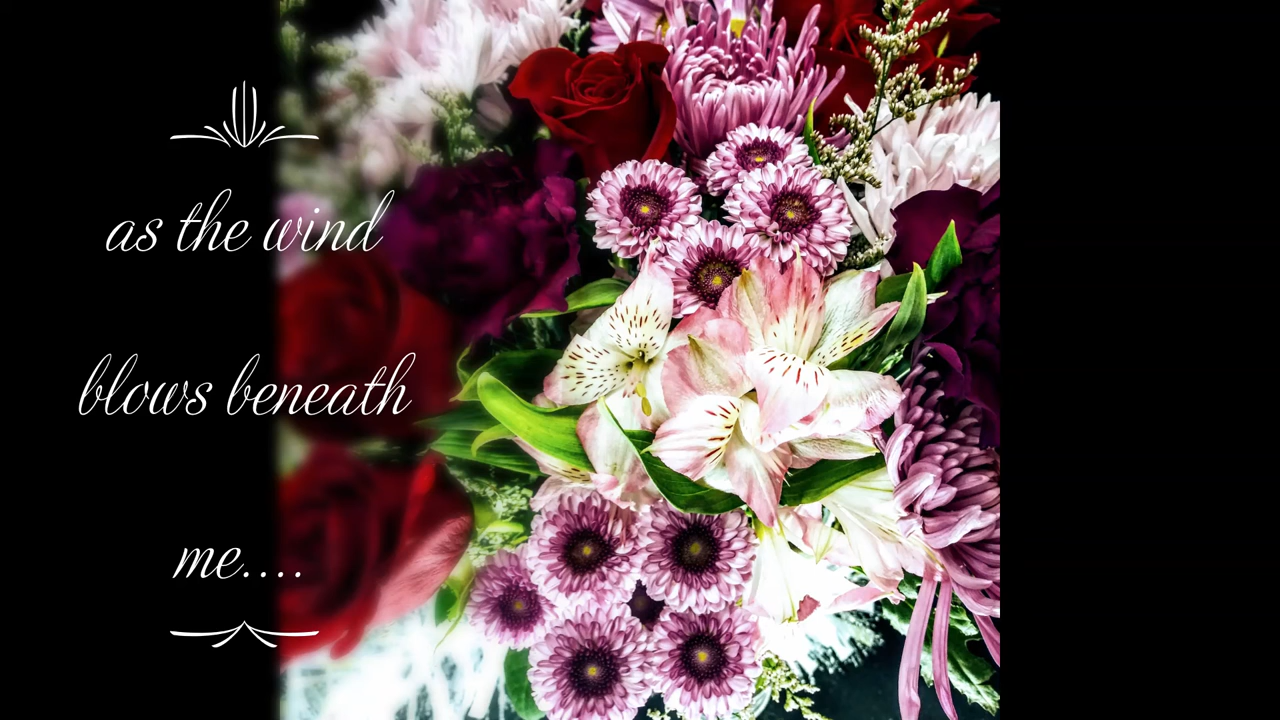 as the wind
blows beneath
me....